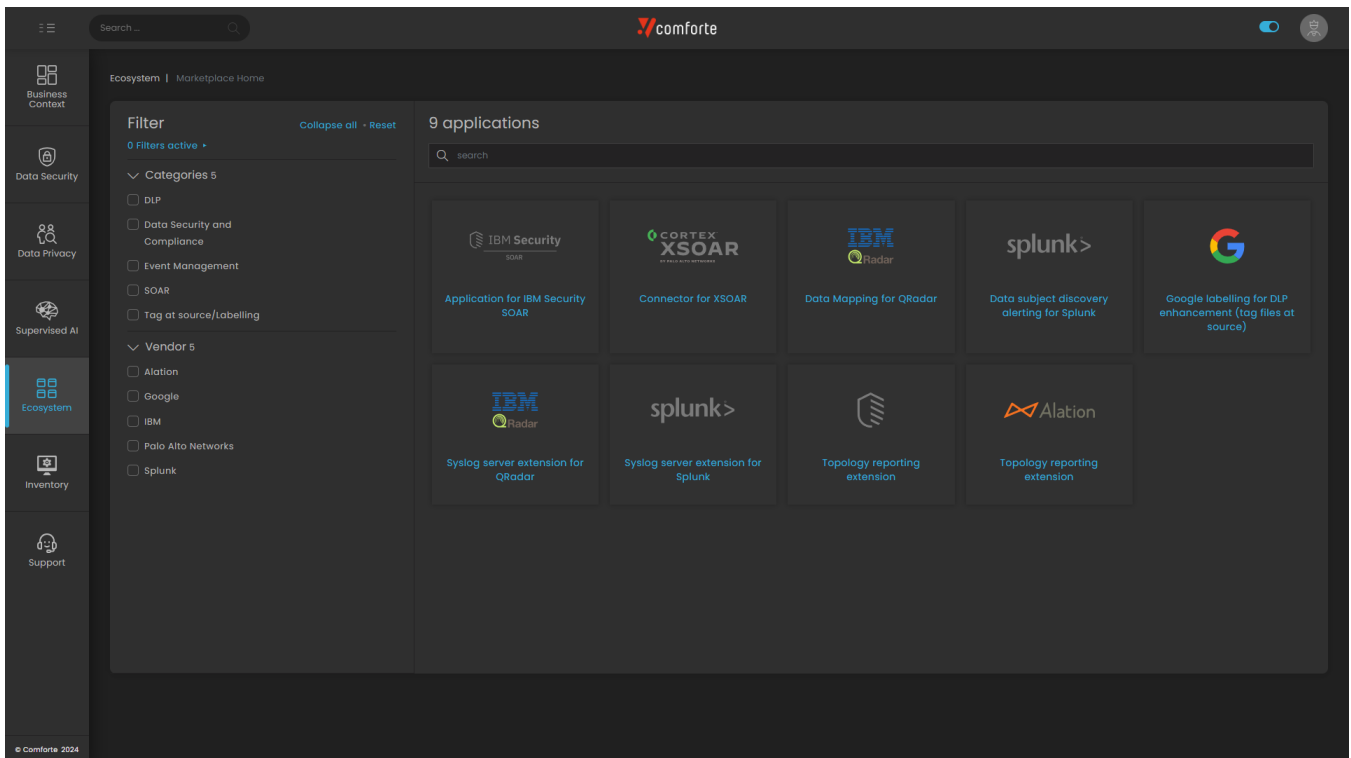 Search ...
comforte
Business
Context
Data Security
Data Privacy
Supervised AI
Ecosystem
Inventory
Support
© Comforte 2024
Ecosystem | Marketplace Home
Filter
Collapse all • Reset
0 Filters active
Categories 5
DLP
Data Security and
Compliance
Event Management
SOAR
Tag at source/Labelling
Vendor 5
Alation
Google
IBM
Palo Alto Networks
Splunk
9 applications
search
IBM Security
SOAR
Application for IBM Security
SOAR
CORTEX
XSOAR
BY PALO ALTO NETWORKS
Connector for XSOAR
IBM
QRadar
Data Mapping for QRadar
splunk>
Data subject discovery
alerting for Splunk
G
Google labelling for DLP
enhancement (tag files at
source)
IBM
QRadar
Syslog server extension for
QRadar
splunk>
Syslog server extension for
Splunk
Topology reporting
extension
Alation
Topology reporting
extension